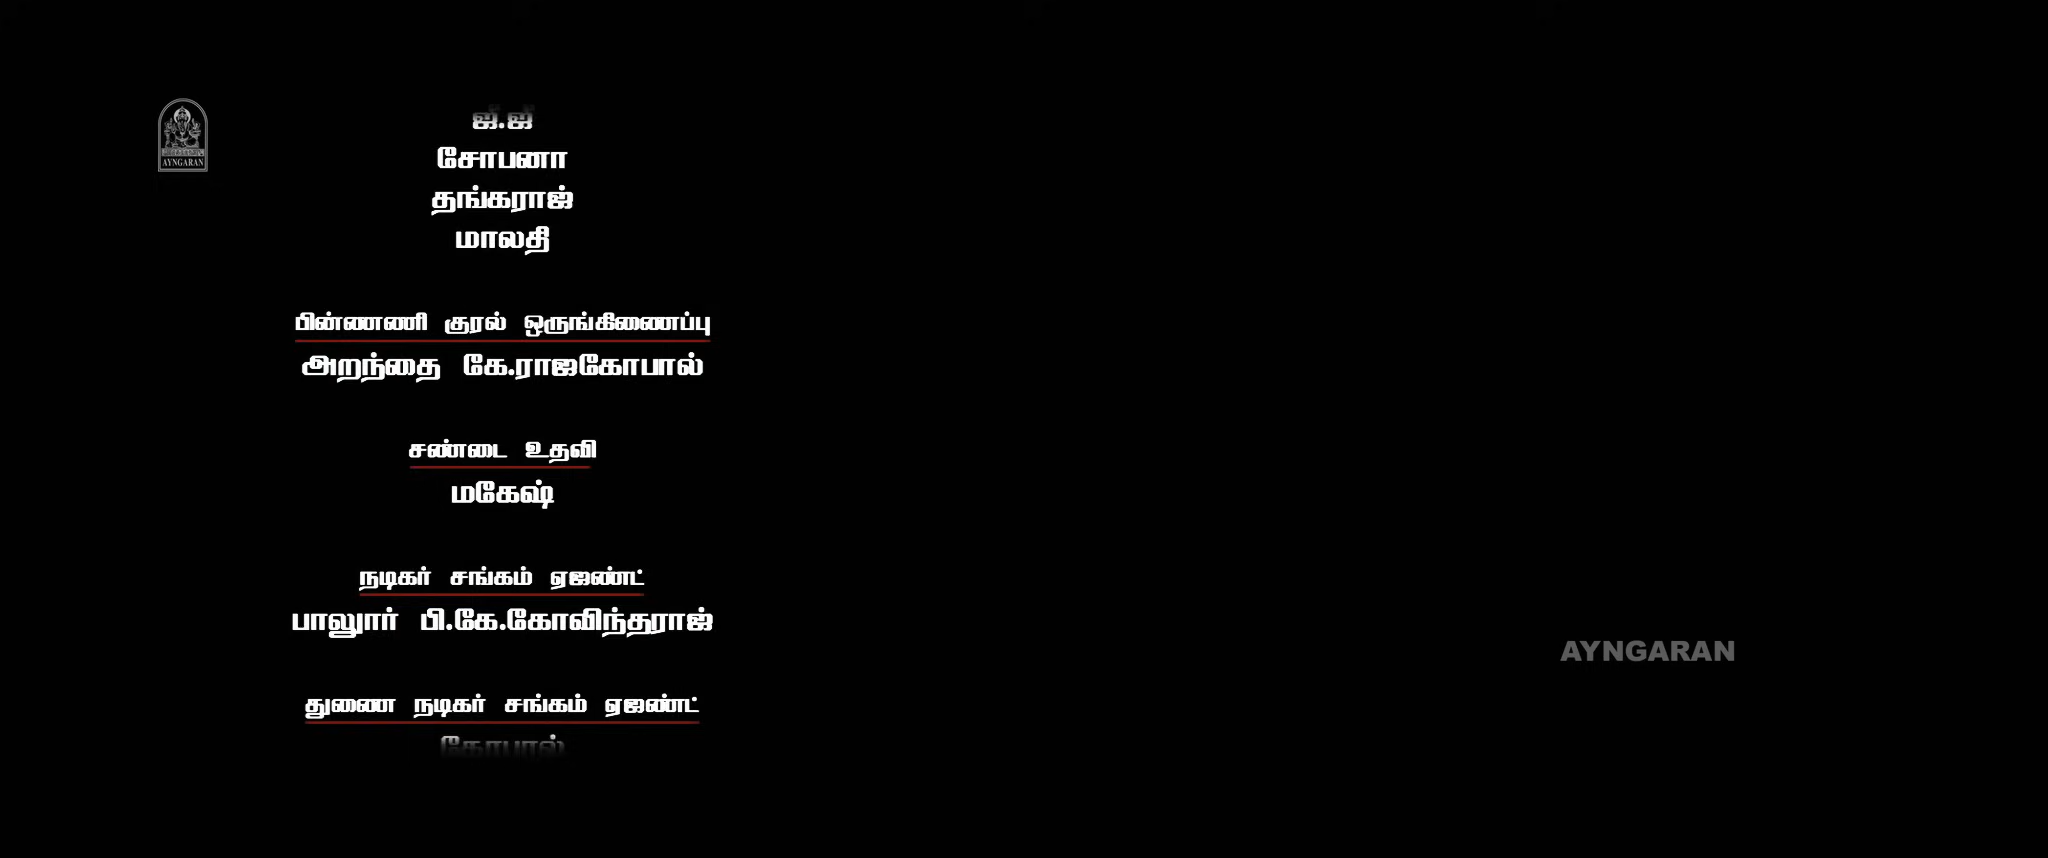 AYNGARAN
ஜீ.ஜீ
சோபனா
தங்கராஜ்
மாலதி
பின்னணி குரல் ஒருங்கிணைப்பு
அறந்தை கே.ராஜகோபால்
சண்டை உதவி
மகேஷ்
நடிகர் சங்கம் ஏஜண்ட்
பாலூர் பி.கே.கோவிந்தராஜ்
துணை நடிகர் சங்கம் ஏஜண்ட்
கோபால்
AYNGARAN